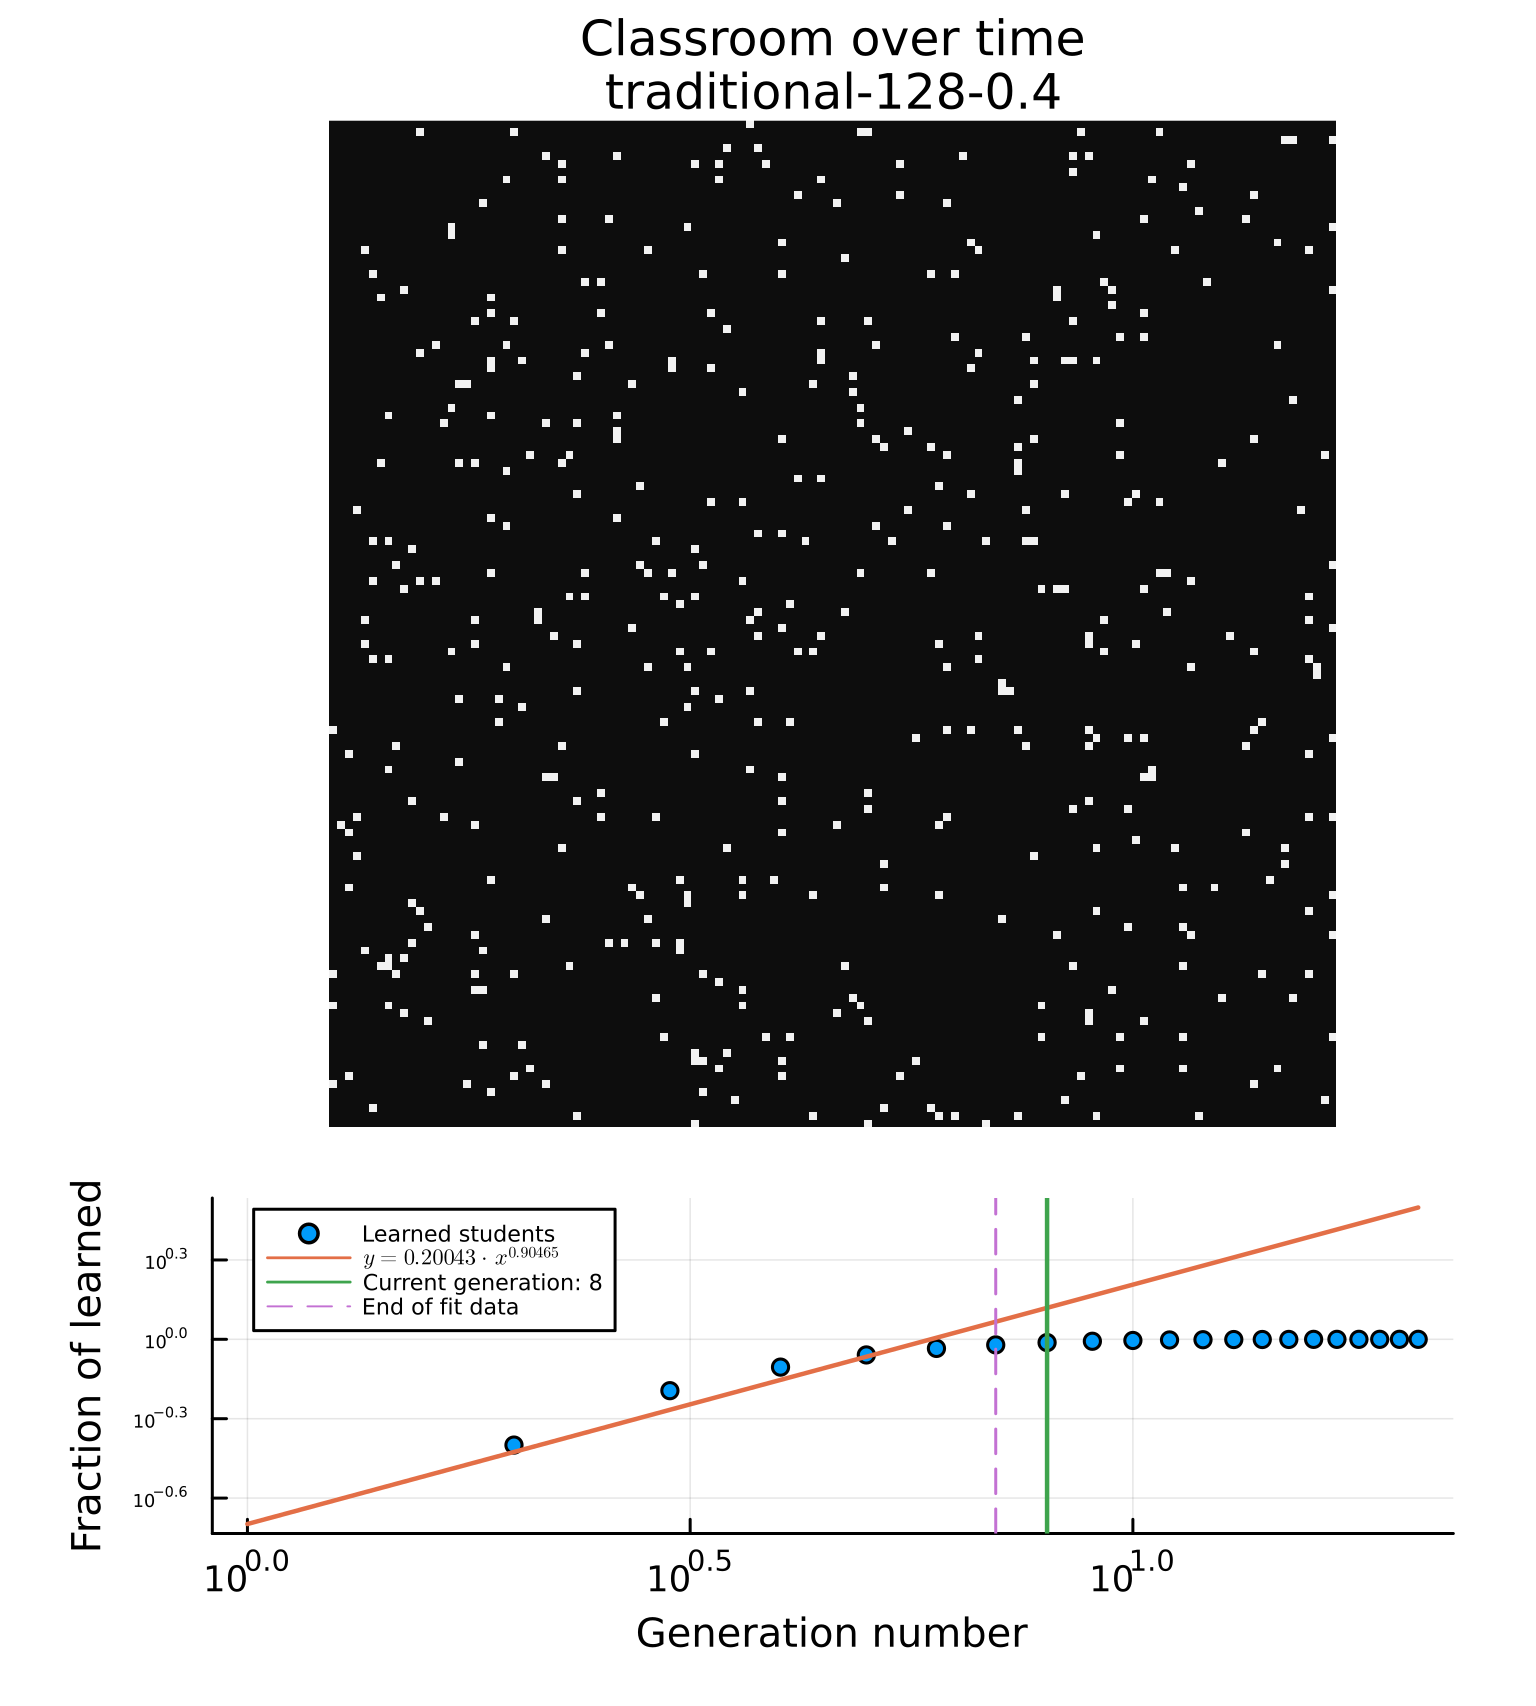 Classroom over time
traditional-128-0.4
Fraction of learned
10^0.3
10^0.0
10^−0.3
10^−0.6
Learned students
y = 0.20043 · x^0.90465
Current generation: 8
End of fit data
10^0.0
10^0.5
10^1.0
Generation number